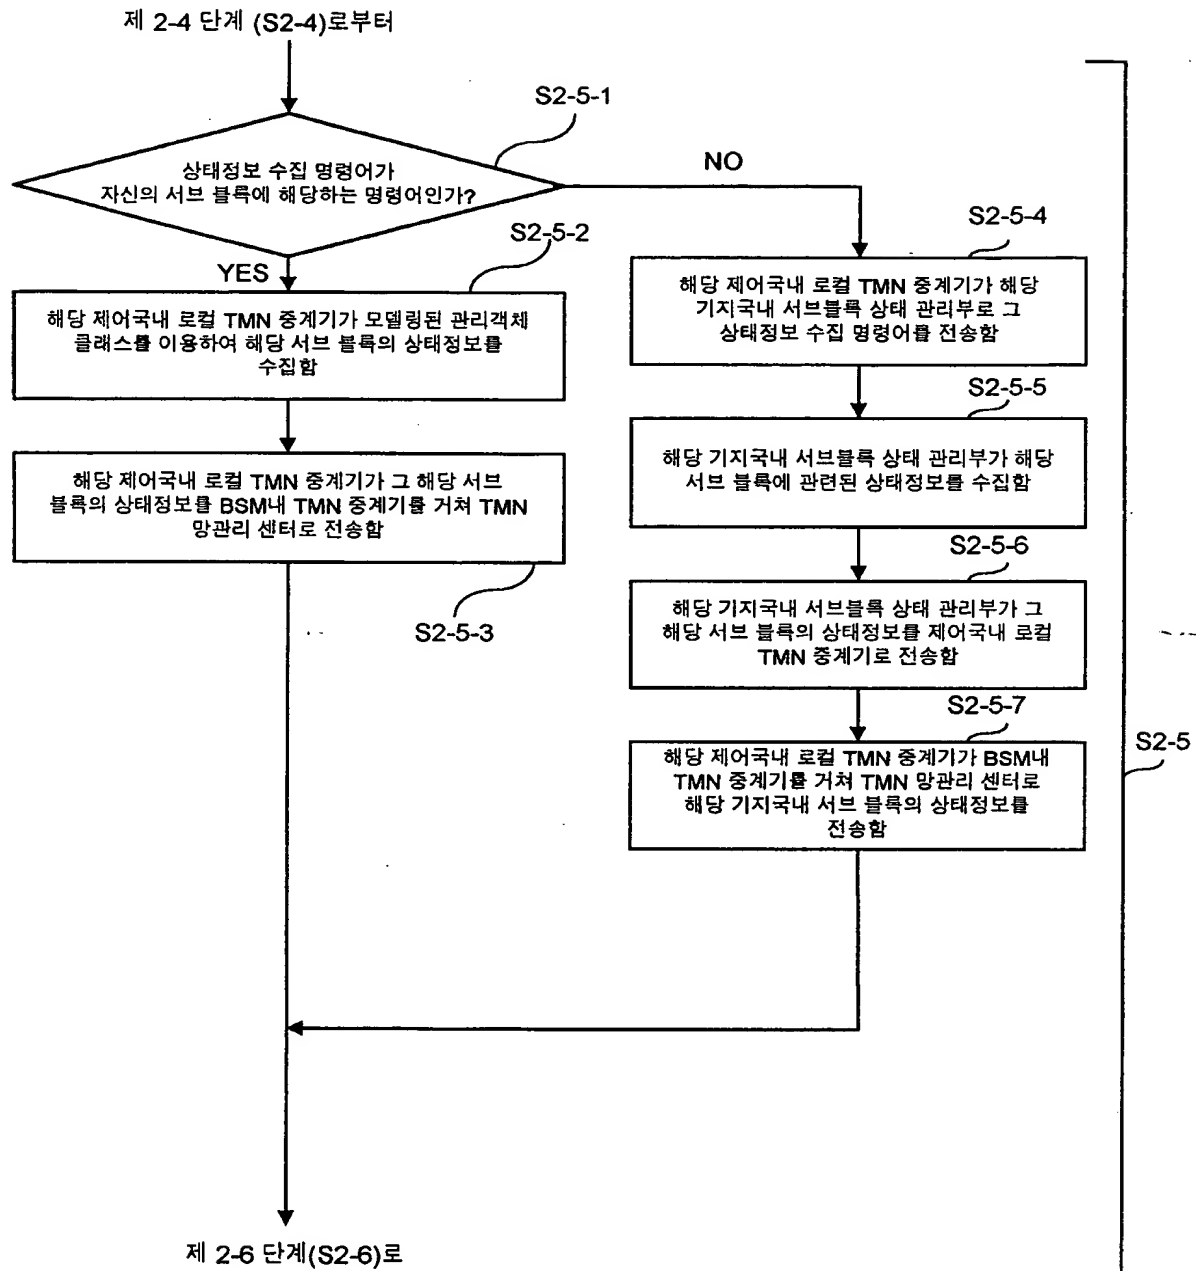 제 2-4 단계 (S2-4)로부터
S2-5-1
상태정보 수집 명령어가
자신의 서브 블록에 해당하는 명령어인가?
NO
YES
S2-5-2
해당 제어국내 로컬 TMN 중계기가 모델링된 관리객체
클래스를 이용하여 해당 서브 블록의 상태정보를
수집함
해당 제어국내 로컬 TMN 중계기가 그 해당 서브
블록의 상태정보를 BSM내 TMN 중계기를 거쳐 TMN
망관리 센터로 전송함
S2-5-3
S2-5-4
해당 제어국내 로컬 TMN 중계기가 해당
기지국내 서브블록 상태 관리부로 그
상태정보 수집 명령어를 전송함
S2-5-5
해당 기지국내 서브블록 상태 관리부가 해당
서브 블록에 관련된 상태정보를 수집함
S2-5-6
해당 기지국내 서브블록 상태 관리부가 그
해당 서브 블록의 상태정보를 제어국내 로컬
TMN 중계기로 전송함
S2-5-7
해당 제어국내 로컬 TMN 중계기가 BSM내
TMN 중계기를 거쳐 TMN 망관리 센터로
해당 기지국내 서브 블록의 상태정보를
전송함
S2-5
제 2-6 단계(S2-6)로